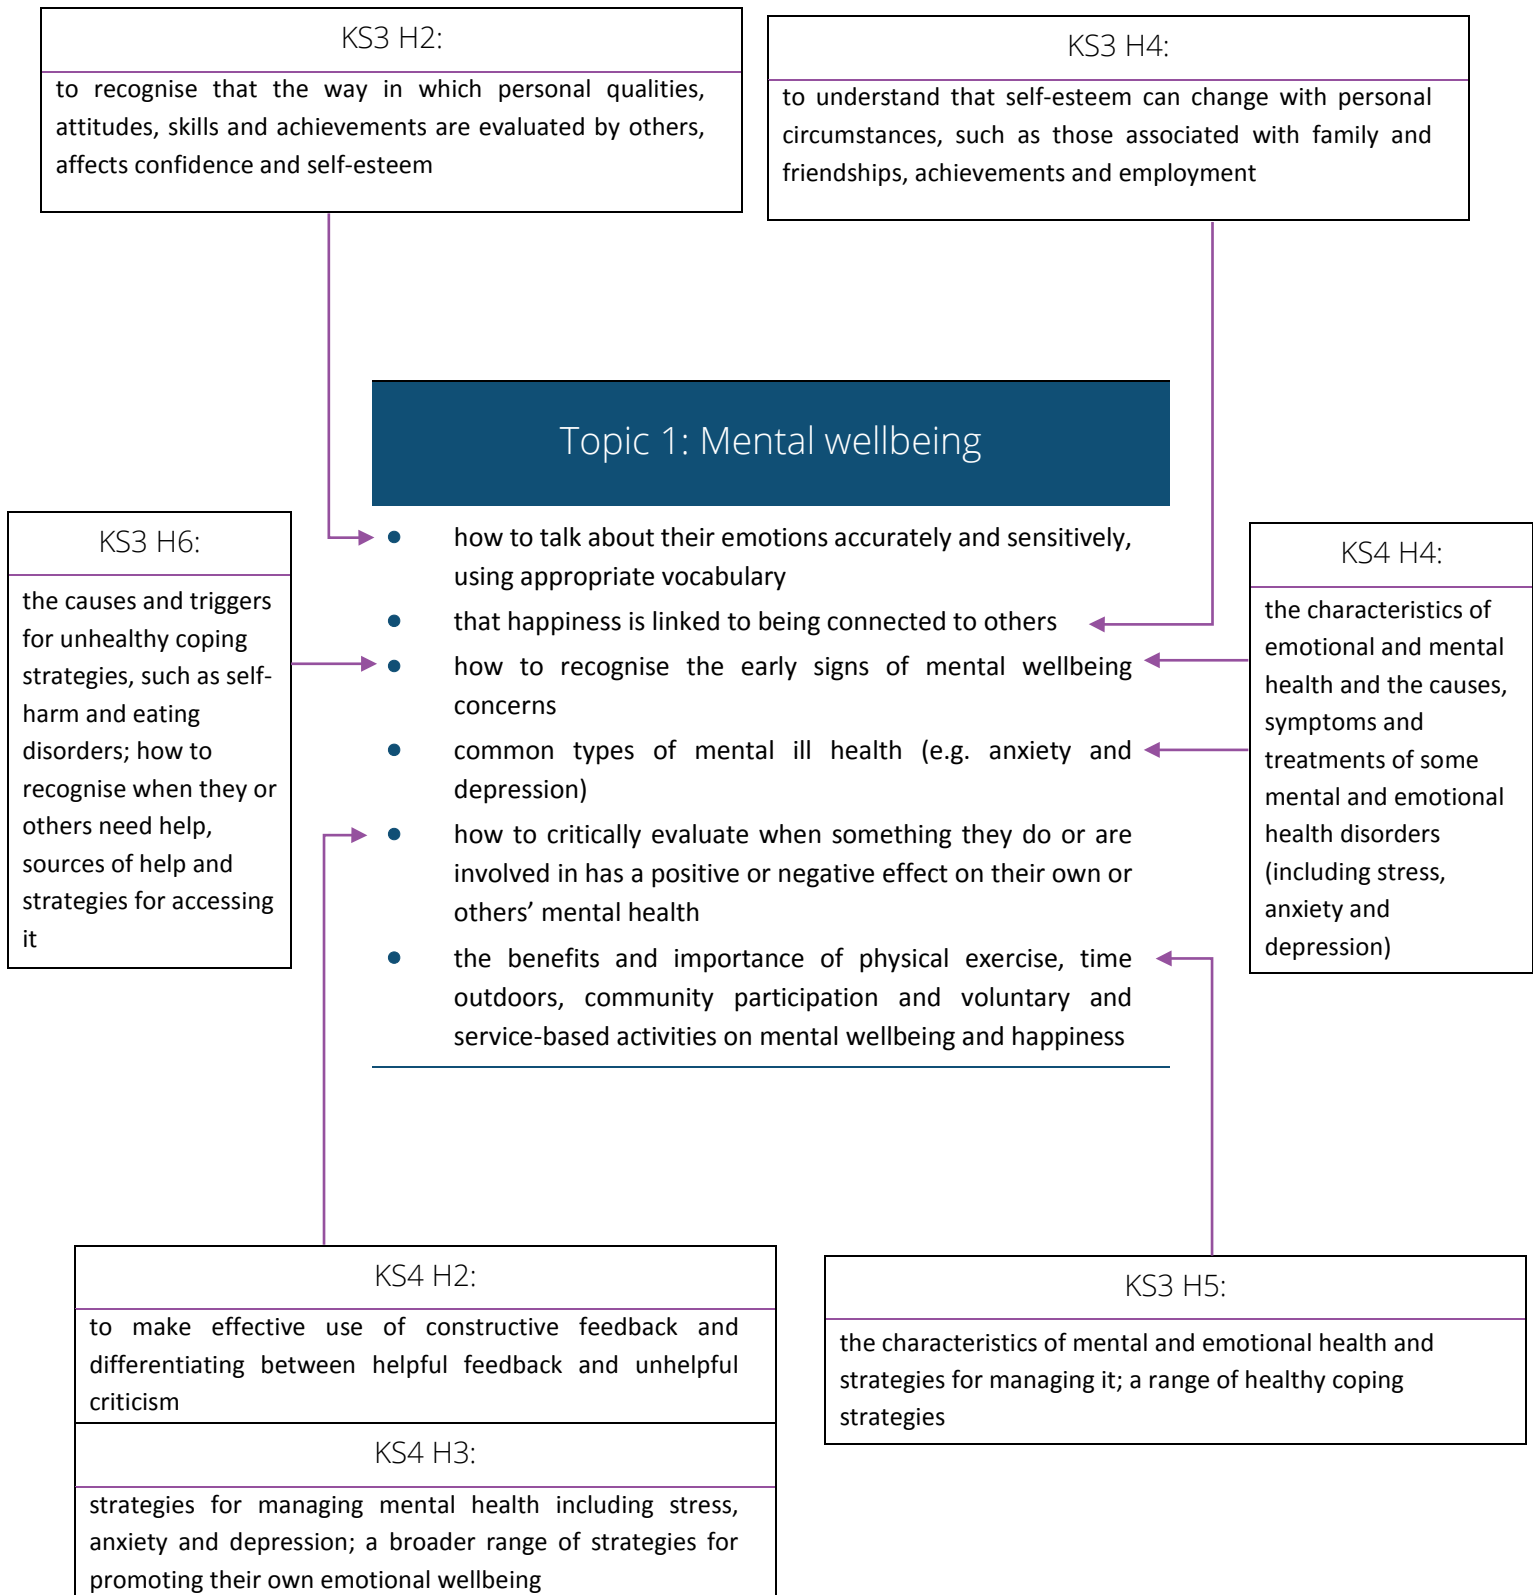 KS3 H2:
to recognise that the way in which personal qualities,
attitudes, skills and achievements are evaluated by others,
affects confidence and self-esteem
KS3 H4:
to understand that self-esteem can change with personal
circumstances, such as those associated with family and
friendships, achievements and employment
Topic 1: Mental wellbeing
● how to talk about their emotions accurately and sensitively,
using appropriate vocabulary
● that happiness is linked to being connected to others
● how to recognise the early signs of mental wellbeing
concerns
● common types of mental ill health (e.g. anxiety and
depression)
● how to critically evaluate when something they do or are
involved in has a positive or negative effect on their own or
others’ mental health
● the benefits and importance of physical exercise, time
outdoors, community participation and voluntary and
service-based activities on mental wellbeing and happiness
KS3 H6:
the causes and triggers
for unhealthy coping
strategies, such as self-
harm and eating
disorders; how to
recognise when they or
others need help,
sources of help and
strategies for accessing
it
KS4 H4:
the characteristics of
emotional and mental
health and the causes,
symptoms and
treatments of some
mental and emotional
health disorders
(including stress,
anxiety and
depression)
KS4 H2:
to make effective use of constructive feedback and
differentiating between helpful feedback and unhelpful
criticism
KS4 H3:
strategies for managing mental health including stress,
anxiety and depression; a broader range of strategies for
promoting their own emotional wellbeing
KS3 H5:
the characteristics of mental and emotional health and
strategies for managing it; a range of healthy coping
strategies